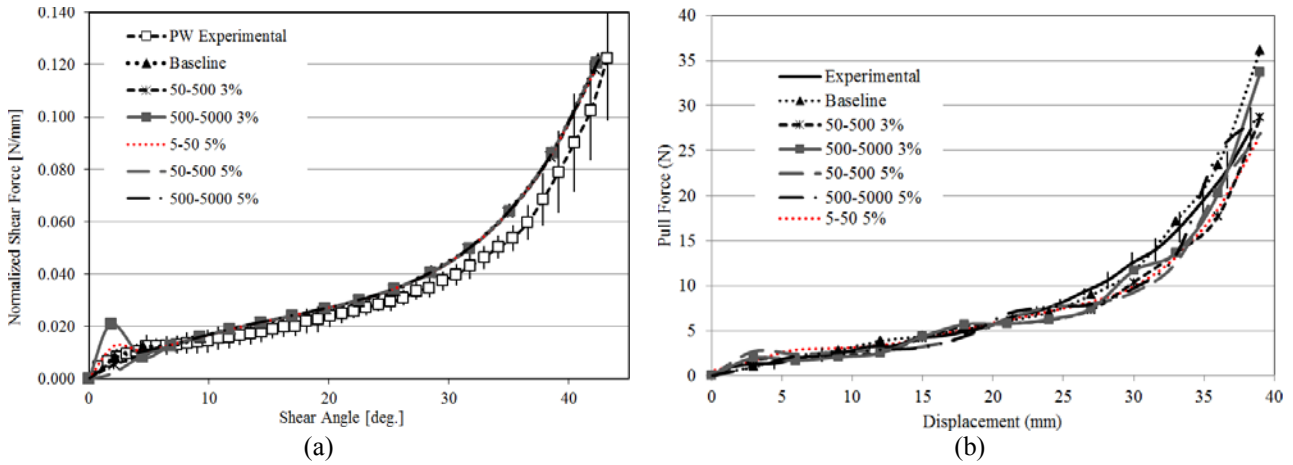 0.140
0.120
0.100
0.080
0.060
0.040
0.020
0.000
Normalized Shear Force [N/mm]
PW Experimental
Baseline
50-500 3%
500-5000 3%
5-50 5%
50-500 5%
500-5000 5%
0 10 20 30 40
Shear Angle [deg.]
(a)
40
35
30
25
20
15
10
5
0
Pull Force (N)
Experimental
Baseline
50-500 3%
500-5000 3%
50-500 5%
500-5000 5%
5-50 5%
0 5 10 15 20 25 30 35 40
Displacement (mm)
(b)